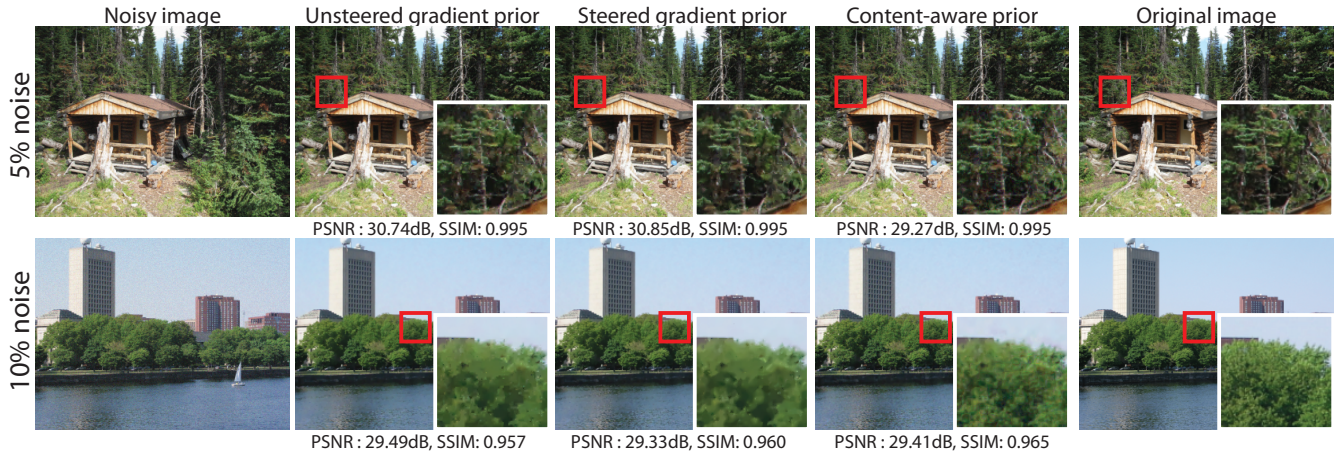 Noisy image
Unsteered gradient prior
Steered gradient prior
Content-aware prior
Original image
5% noise
PSNR : 30.74dB, SSIM: 0.995
PSNR : 30.85dB, SSIM: 0.995
PSNR : 29.27dB, SSIM: 0.995
10% noise
PSNR : 29.49dB, SSIM: 0.957
PSNR : 29.33dB, SSIM: 0.960
PSNR : 29.41dB, SSIM: 0.965